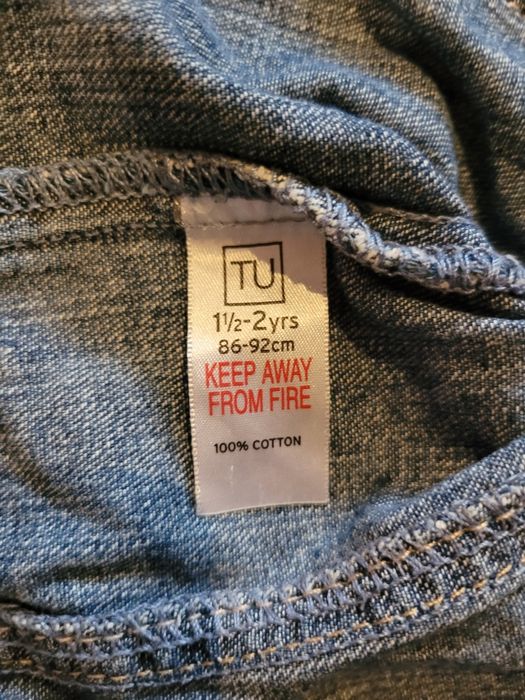 TU
1½-2yrs
86-92cm
KEEP AWAY
FROM FIRE
100% COTTON